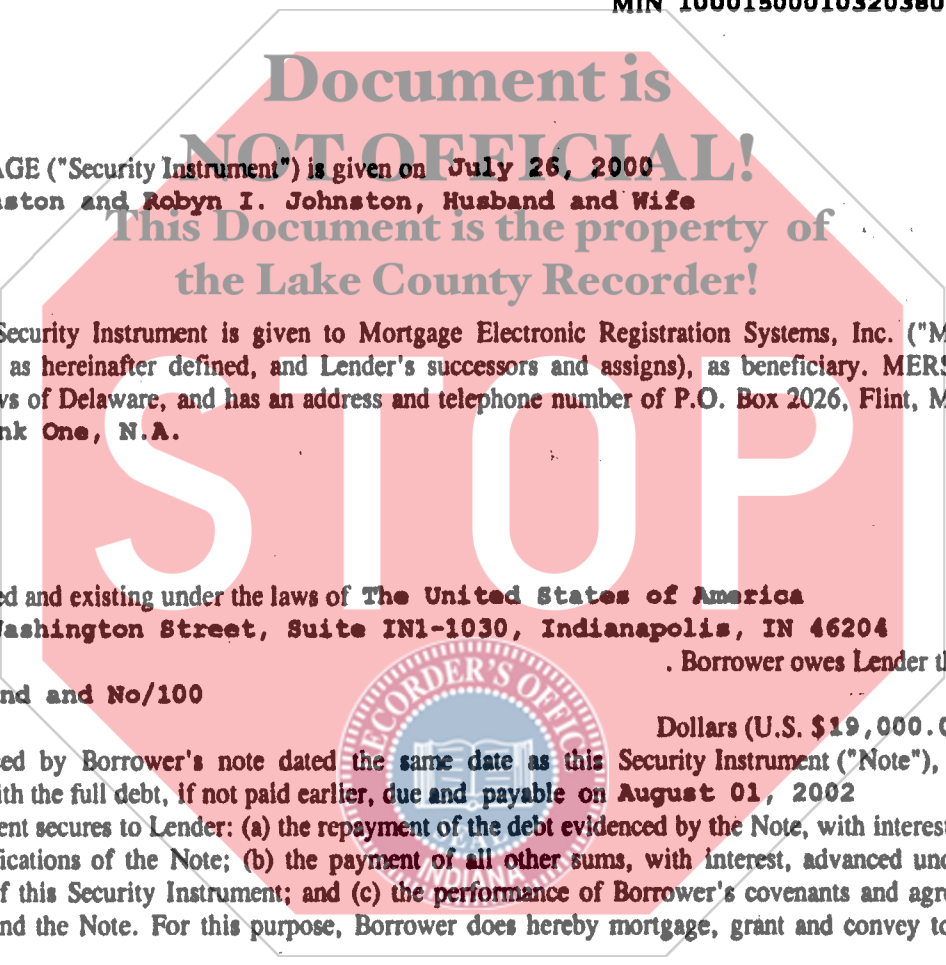 MIN 10001500010320380
Document is
NOT OFFICIAL!
AGE ("Security Instrument") is given on July 26, 2000
ston and Robyn I. Johnston, Husband and Wife
This Document is the property of
the Lake County Recorder!
Security Instrument is given to Mortgage Electronic Registration Systems, Inc. ("M
as hereinafter defined, and Lender's successors and assigns), as beneficiary. MERS
ws of Delaware, and has an address and telephone number of P.O. Box 2026, Flint, M
nk One, N.A.
STOP
ed and existing under the laws of The United States of America
Washington Street, Suite IN1-1030, Indianapolis, IN 46204
. Borrower owes Lender th
nd and No/100
RECORDER'S OFFICE
Dollars (U.S. $19,000.0
ed by Borrower's note dated the same date as this Security Instrument ("Note"),
ith the full debt, if not paid earlier, due and payable on August 01, 2002
ent secures to Lender: (a) the repayment of the debt evidenced by the Note, with interest
fications of the Note; (b) the payment of all other sums, with interest, advanced und
f this Security Instrument; and (c) the performance of Borrower's covenants and agre
INDIANA
nd the Note. For this purpose, Borrower does hereby mortgage, grant and convey to